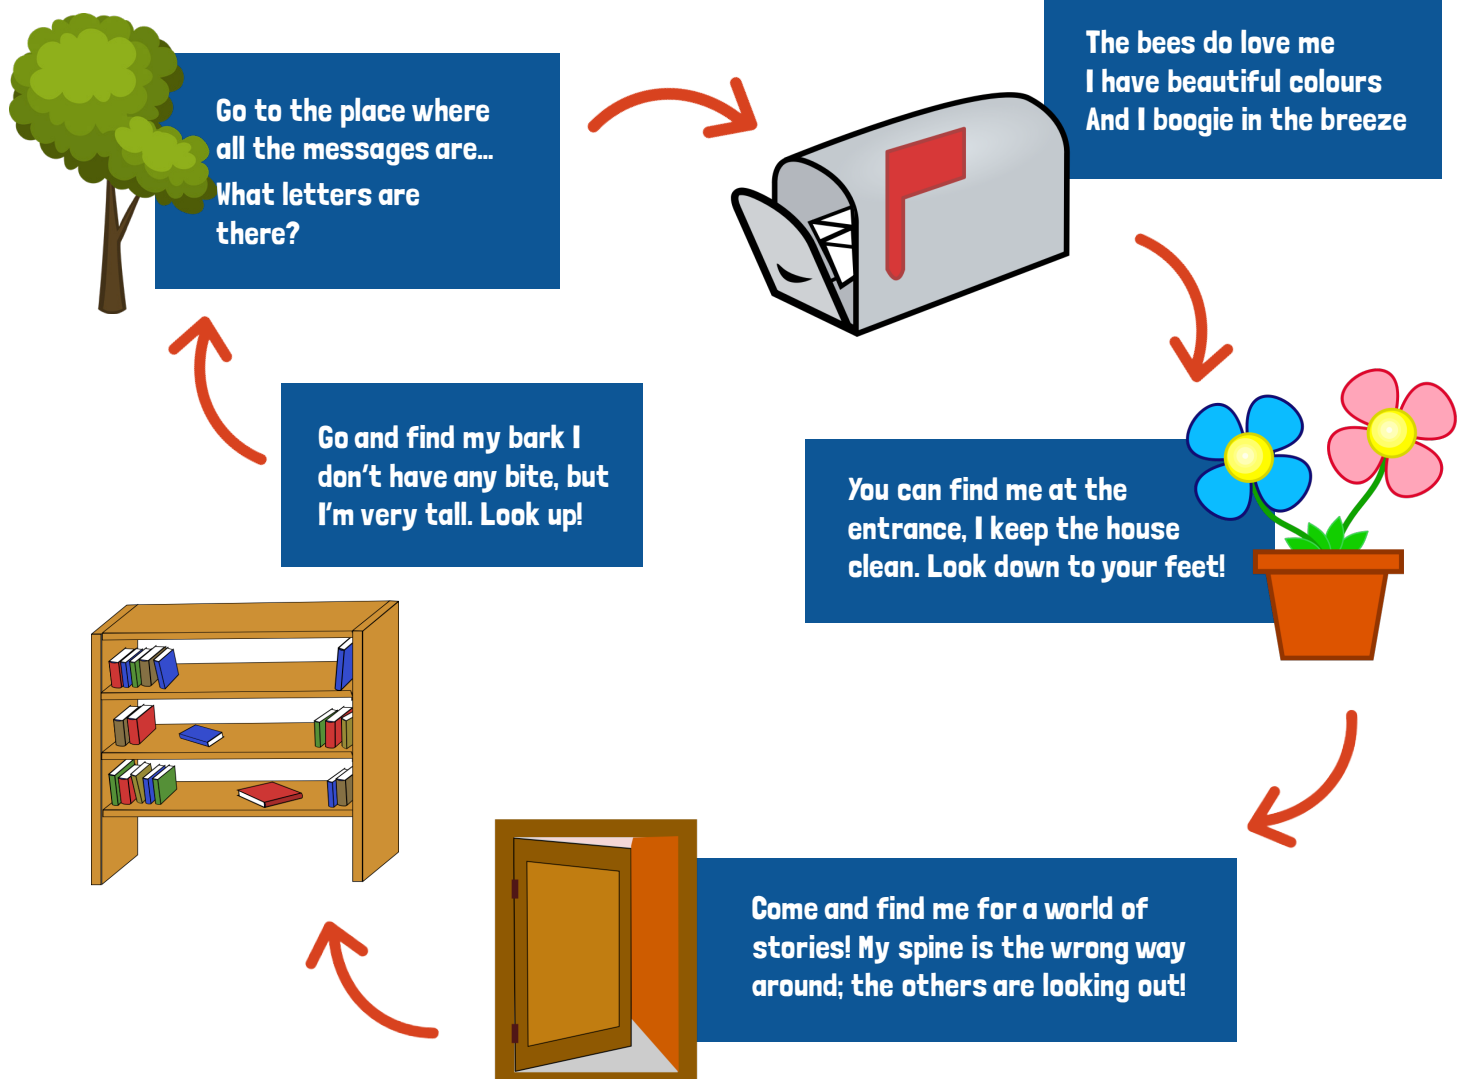 Go to the place where
all the messages are...
What letters are
there?
The bees do love me
I have beautiful colours
And I boogie in the breeze
Go and find my bark I
don't have any bite, but
I'm very tall. Look up!
You can find me at the
entrance, I keep the house
clean. Look down to your feet!
Come and find me for a world of
stories! My spine is the wrong way
around; the others are looking out!